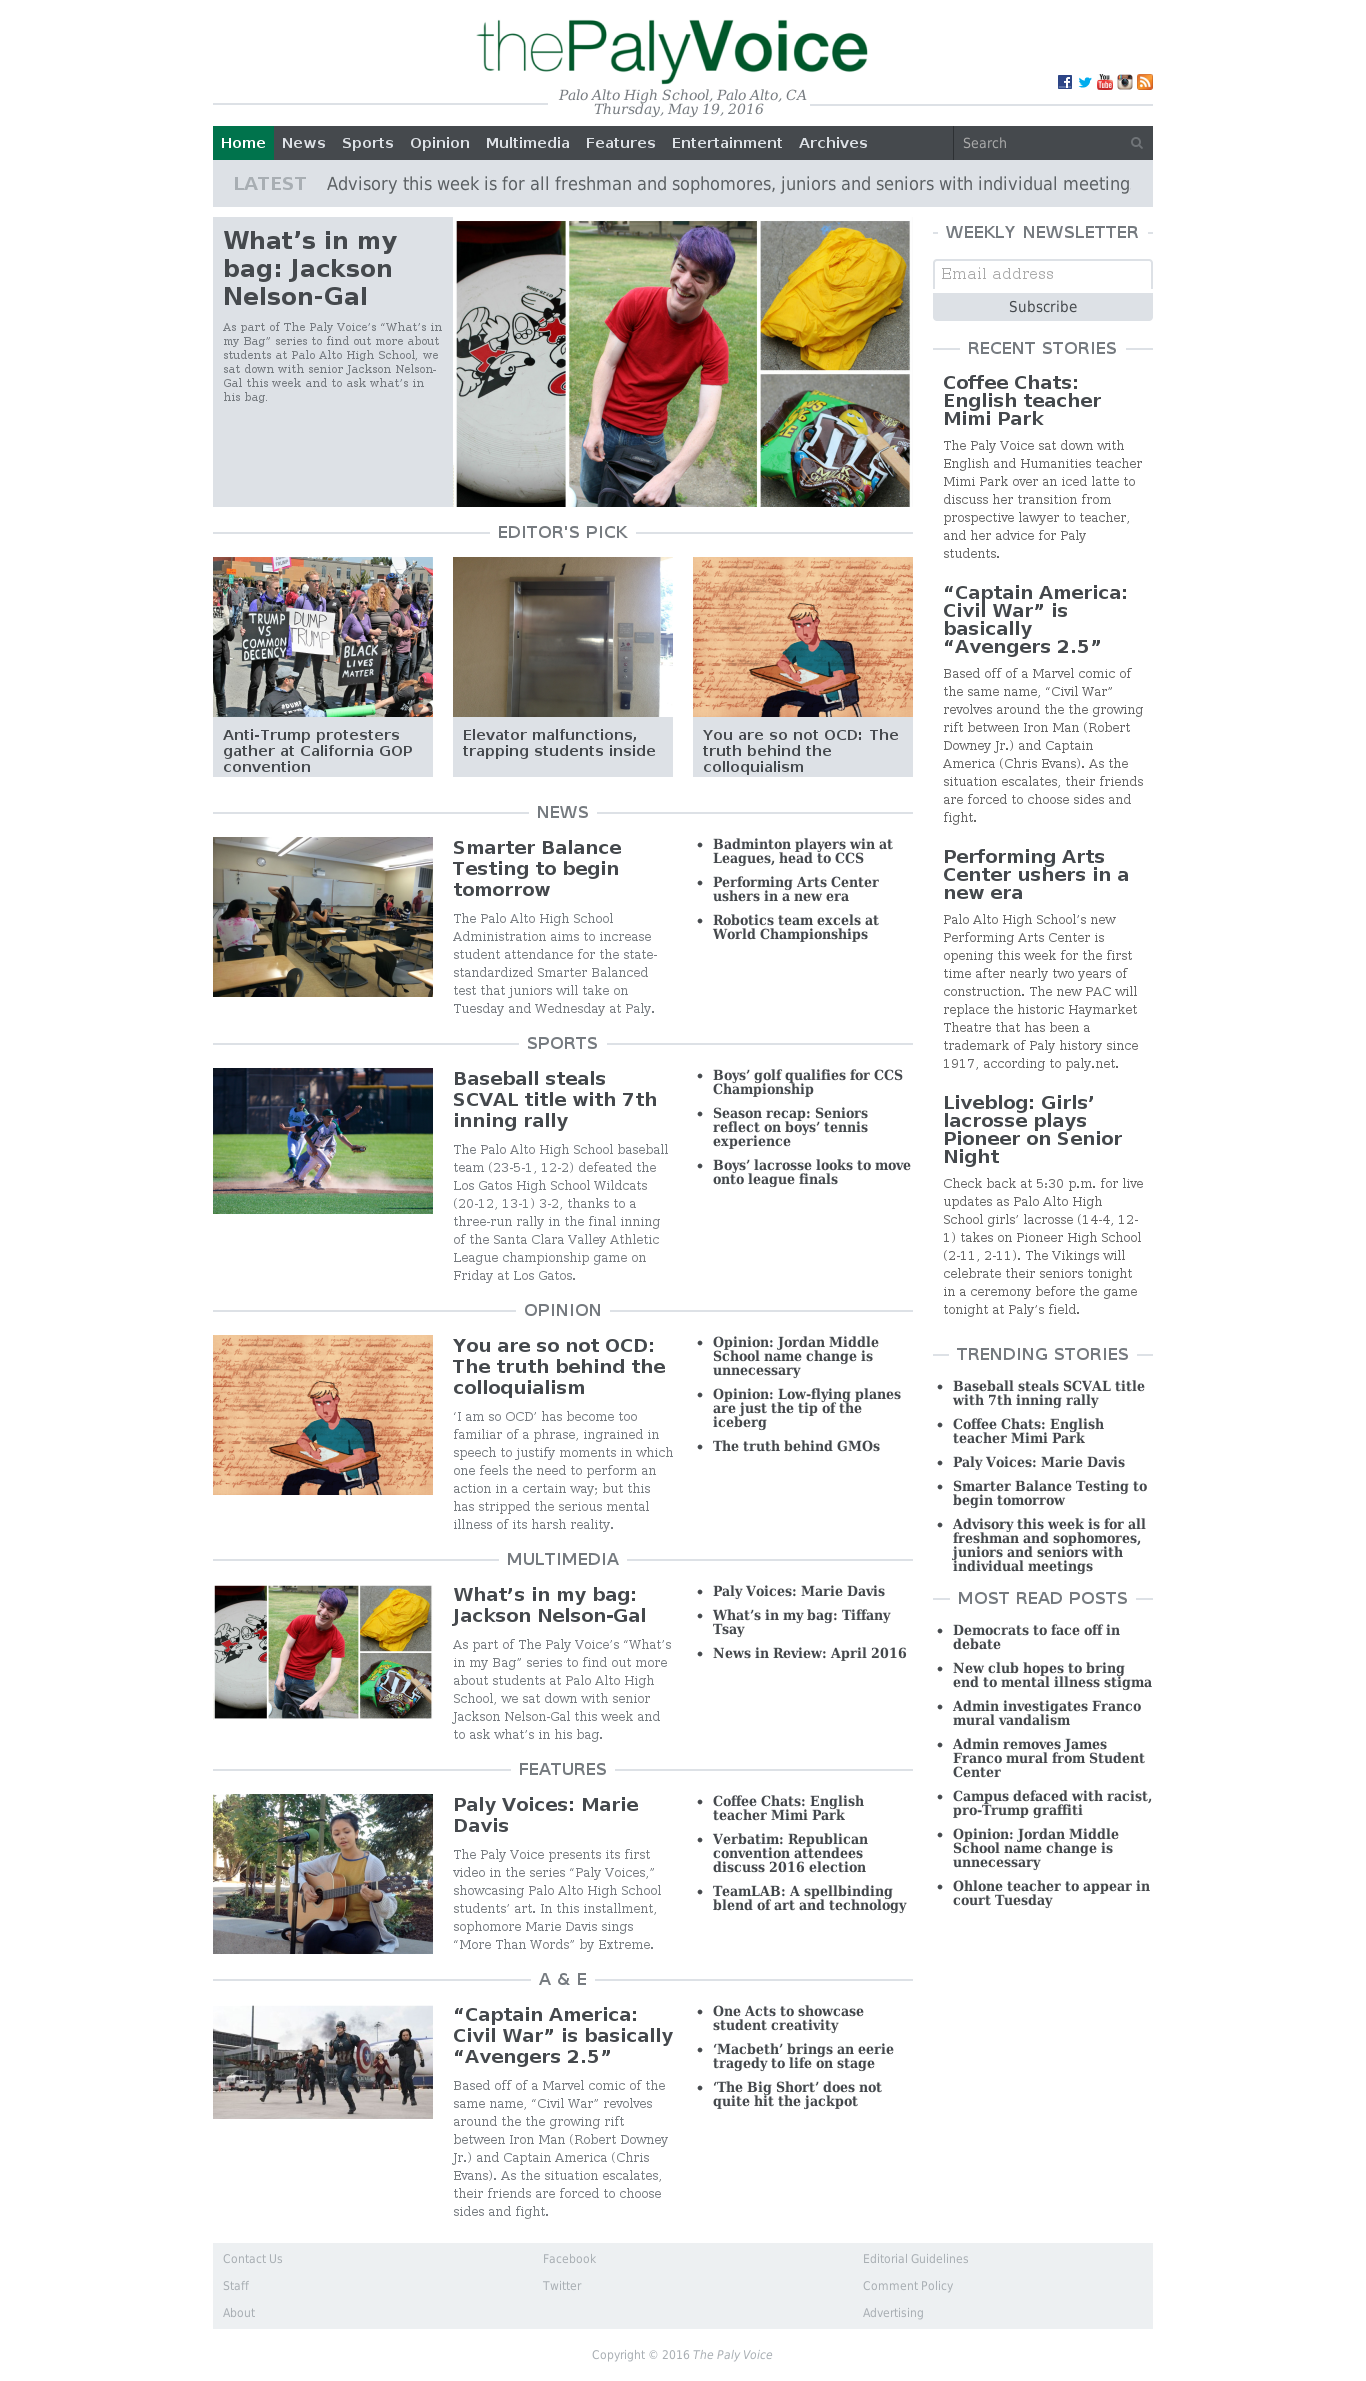 thePalyVoice
Palo Alto High School, Palo Alto, CA
Thursday, May 19, 2016
Home News Sports Opinion Multimedia Features Entertainment Archives Search
LATEST Advisory this week is for all freshman and sophomores, juniors and seniors with individual meeting
What’s in my
bag: Jackson
Nelson-Gal
As part of The Paly Voice’s “What’s in
my Bag” series to find out more about
students at Palo Alto High School, we
sat down with senior Jackson Nelson-
Gal this week and to ask what’s in
his bag.
EDITOR'S PICK
TRUMP
VS
COMMON
DECENCY
DUMP
TRUMP
BLACK
LIVES
MATTER
1
Anti-Trump protesters
gather at California GOP
convention
Elevator malfunctions,
trapping students inside
You are so not OCD: The
truth behind the
colloquialism
NEWS
Smarter Balance
Testing to begin
tomorrow
The Palo Alto High School
Administration aims to increase
student attendance for the state-
standardized Smarter Balanced
test that juniors will take on
Tuesday and Wednesday at Paly.
• Badminton players win at
Leagues, head to CCS
• Performing Arts Center
ushers in a new era
• Robotics team excels at
World Championships
SPORTS
Baseball steals
SCVAL title with 7th
inning rally
The Palo Alto High School baseball
team (23-5-1, 12-2) defeated the
Los Gatos High School Wildcats
(20-12, 13-1) 3-2, thanks to a
three-run rally in the final inning
of the Santa Clara Valley Athletic
League championship game on
Friday at Los Gatos.
• Boys’ golf qualifies for CCS
Championship
• Season recap: Seniors
reflect on boys’ tennis
experience
• Boys’ lacrosse looks to move
onto league finals
OPINION
You are so not OCD:
The truth behind the
colloquialism
‘I am so OCD’ has become too
familiar of a phrase, ingrained in
speech to justify moments in which
one feels the need to perform an
action in a certain way; but this
has stripped the serious mental
illness of its harsh reality.
• Opinion: Jordan Middle
School name change is
unnecessary
• Opinion: Low-flying planes
are just the tip of the
iceberg
• The truth behind GMOs
MULTIMEDIA
What’s in my bag:
Jackson Nelson-Gal
As part of The Paly Voice’s “What’s
in my Bag” series to find out more
about students at Palo Alto High
School, we sat down with senior
Jackson Nelson-Gal this week and
to ask what’s in his bag.
• Paly Voices: Marie Davis
• What’s in my bag: Tiffany
Tsay
• News in Review: April 2016
FEATURES
Paly Voices: Marie
Davis
The Paly Voice presents its first
video in the series “Paly Voices,”
showcasing Palo Alto High School
students’ art. In this installment,
sophomore Marie Davis sings
“More Than Words” by Extreme.
• Coffee Chats: English
teacher Mimi Park
• Verbatim: Republican
convention attendees
discuss 2016 election
• TeamLAB: A spellbinding
blend of art and technology
A & E
“Captain America:
Civil War” is basically
“Avengers 2.5”
Based off of a Marvel comic of the
same name, “Civil War” revolves
around the the growing rift
between Iron Man (Robert Downey
Jr.) and Captain America (Chris
Evans). As the situation escalates,
their friends are forced to choose
sides and fight.
• One Acts to showcase
student creativity
• ‘Macbeth’ brings an eerie
tragedy to life on stage
• ‘The Big Short’ does not
quite hit the jackpot
WEEKLY NEWSLETTER
Email address
Subscribe
RECENT STORIES
Coffee Chats:
English teacher
Mimi Park
The Paly Voice sat down with
English and Humanities teacher
Mimi Park over an iced latte to
discuss her transition from
prospective lawyer to teacher,
and her advice for Paly
students.
“Captain America:
Civil War” is
basically
“Avengers 2.5”
Based off of a Marvel comic of
the same name, “Civil War”
revolves around the the growing
rift between Iron Man (Robert
Downey Jr.) and Captain
America (Chris Evans). As the
situation escalates, their friends
are forced to choose sides and
fight.
Performing Arts
Center ushers in a
new era
Palo Alto High School’s new
Performing Arts Center is
opening this week for the first
time after nearly two years of
construction. The new PAC will
replace the historic Haymarket
Theatre that has been a
trademark of Paly history since
1917, according to paly.net.
Liveblog: Girls’
lacrosse plays
Pioneer on Senior
Night
Check back at 5:30 p.m. for live
updates as Palo Alto High
School girls’ lacrosse (14-4, 12-
1) takes on Pioneer High School
(2-11, 2-11). The Vikings will
celebrate their seniors tonight
in a ceremony before the game
tonight at Paly’s field.
TRENDING STORIES
• Baseball steals SCVAL title
with 7th inning rally
• Coffee Chats: English
teacher Mimi Park
• Paly Voices: Marie Davis
• Smarter Balance Testing to
begin tomorrow
• Advisory this week is for all
freshman and sophomores,
juniors and seniors with
individual meetings
MOST READ POSTS
• Democrats to face off in
debate
• New club hopes to bring
end to mental illness stigma
• Admin investigates Franco
mural vandalism
• Admin removes James
Franco mural from Student
Center
• Campus defaced with racist,
pro-Trump graffiti
• Opinion: Jordan Middle
School name change is
unnecessary
• Ohlone teacher to appear in
court Tuesday
Contact Us Facebook Editorial Guidelines
Staff Twitter Comment Policy
About Advertising
Copyright © 2016 The Paly Voice